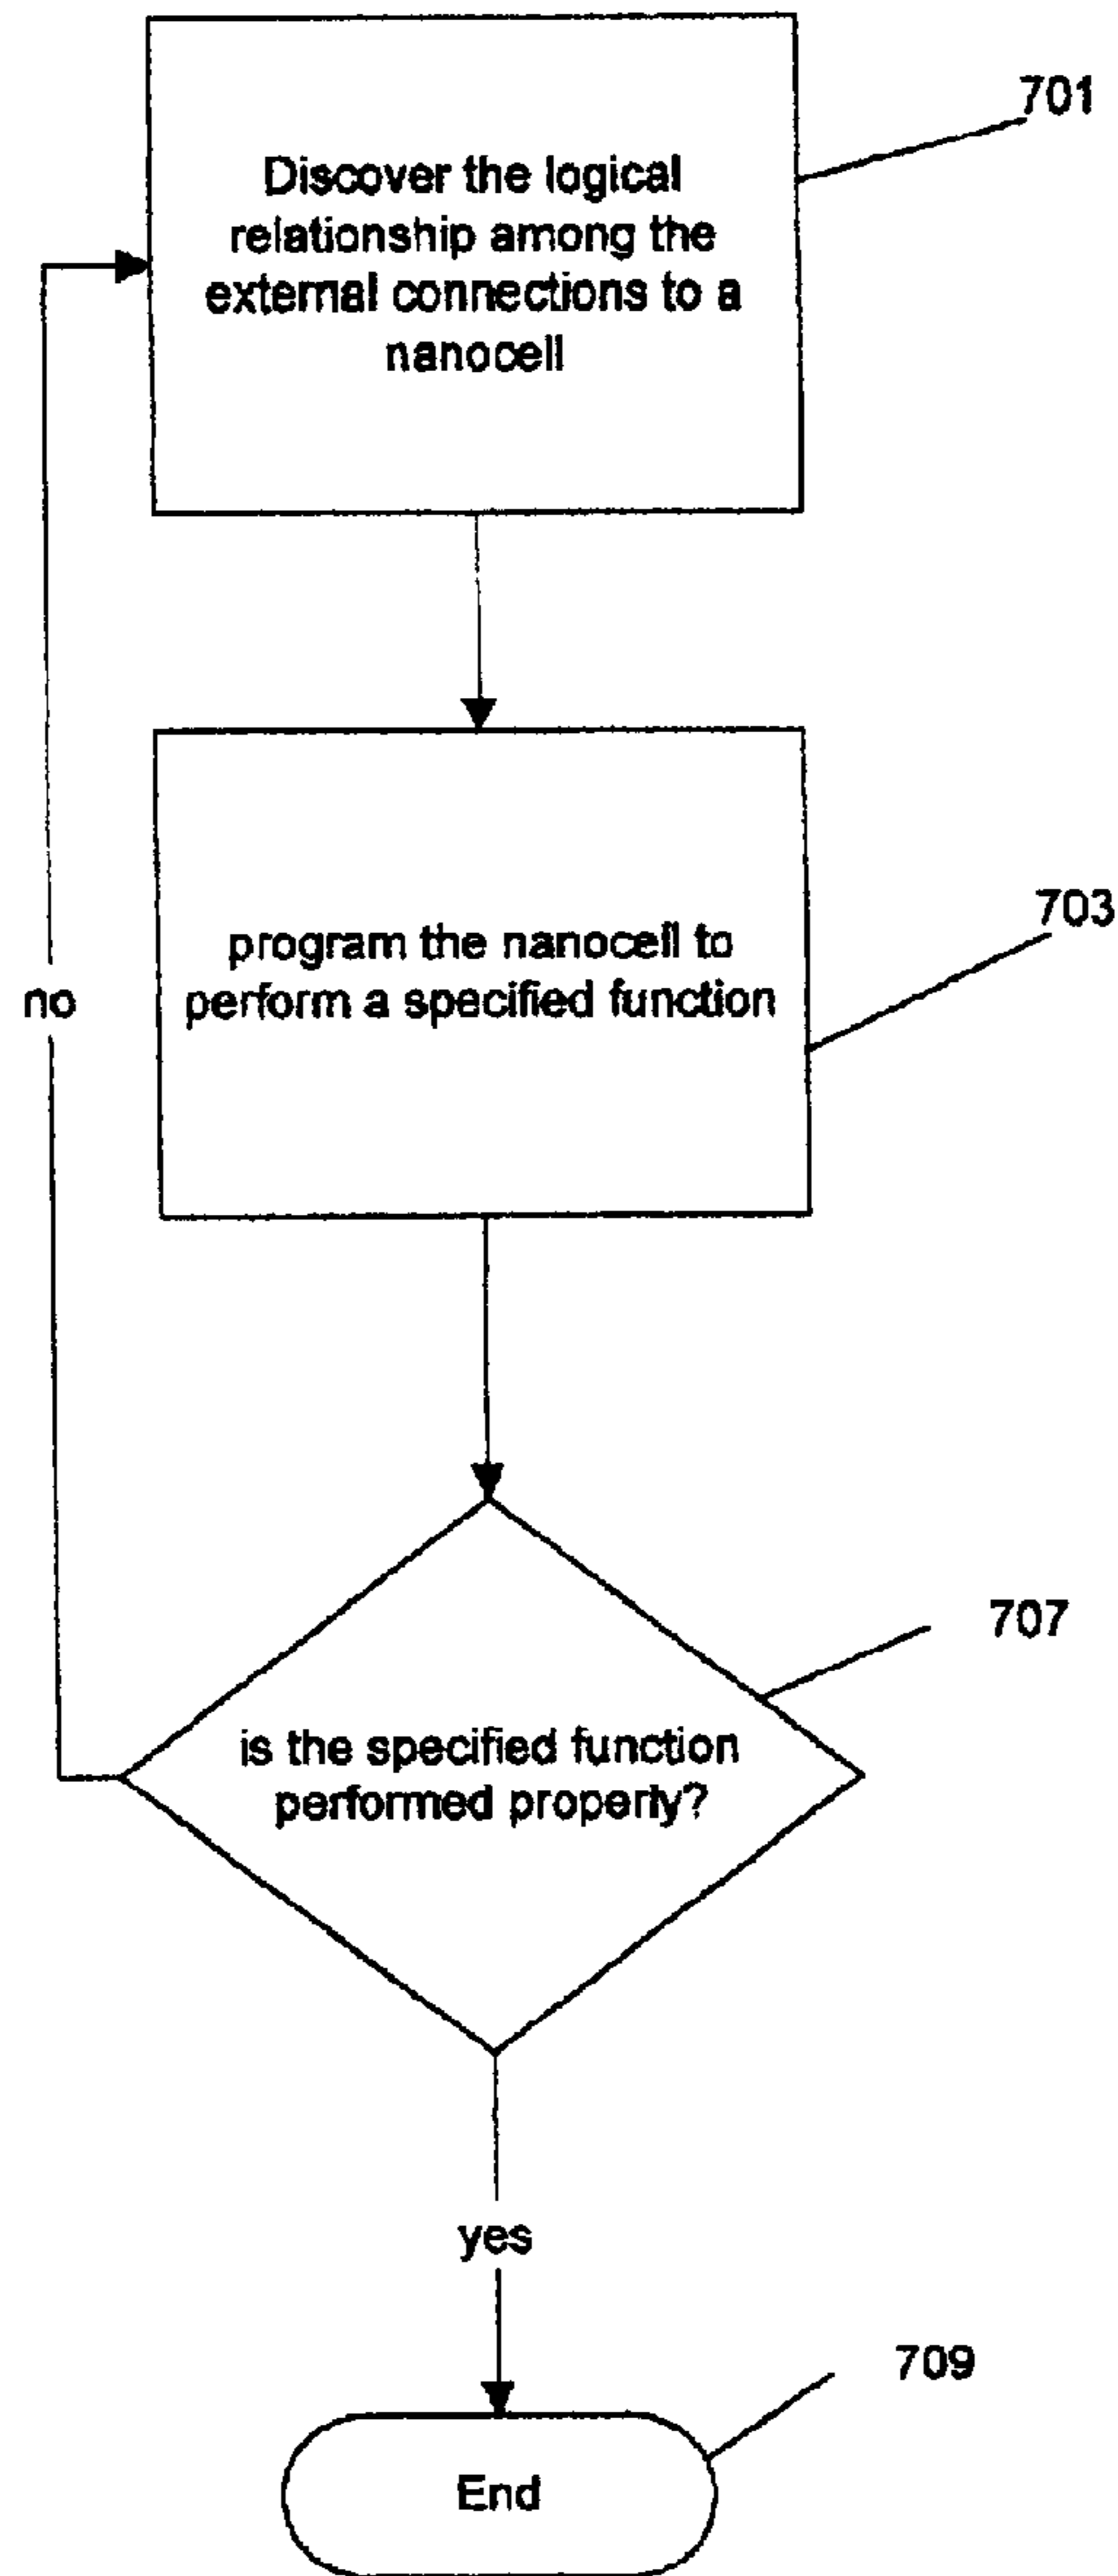 701
Discover the logical
relationship among the
external connections to a
nanocell
703
program the nanocell to
perform a specified function
no
707
is the specified function
performed properly?
yes
709
End